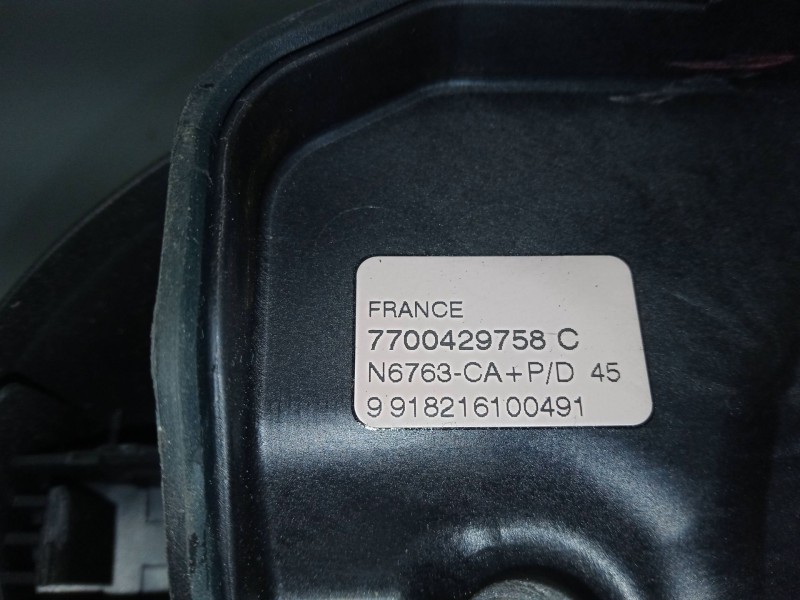 FRANCE
7700429758 C
N6763-CA+P/D 45
9 918216100491